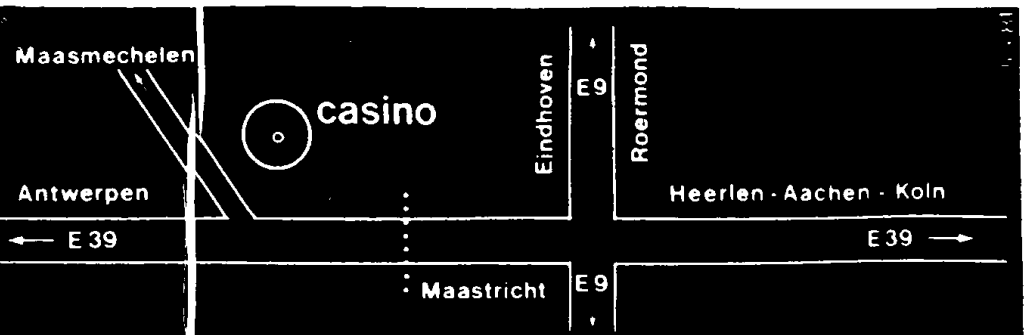 Maasmechelen
casino
Eindhoven
E9
Roermond
Antwerpen
Heerlen - Aachen - Koln
← E 39
E 39 →
Maastricht
E9